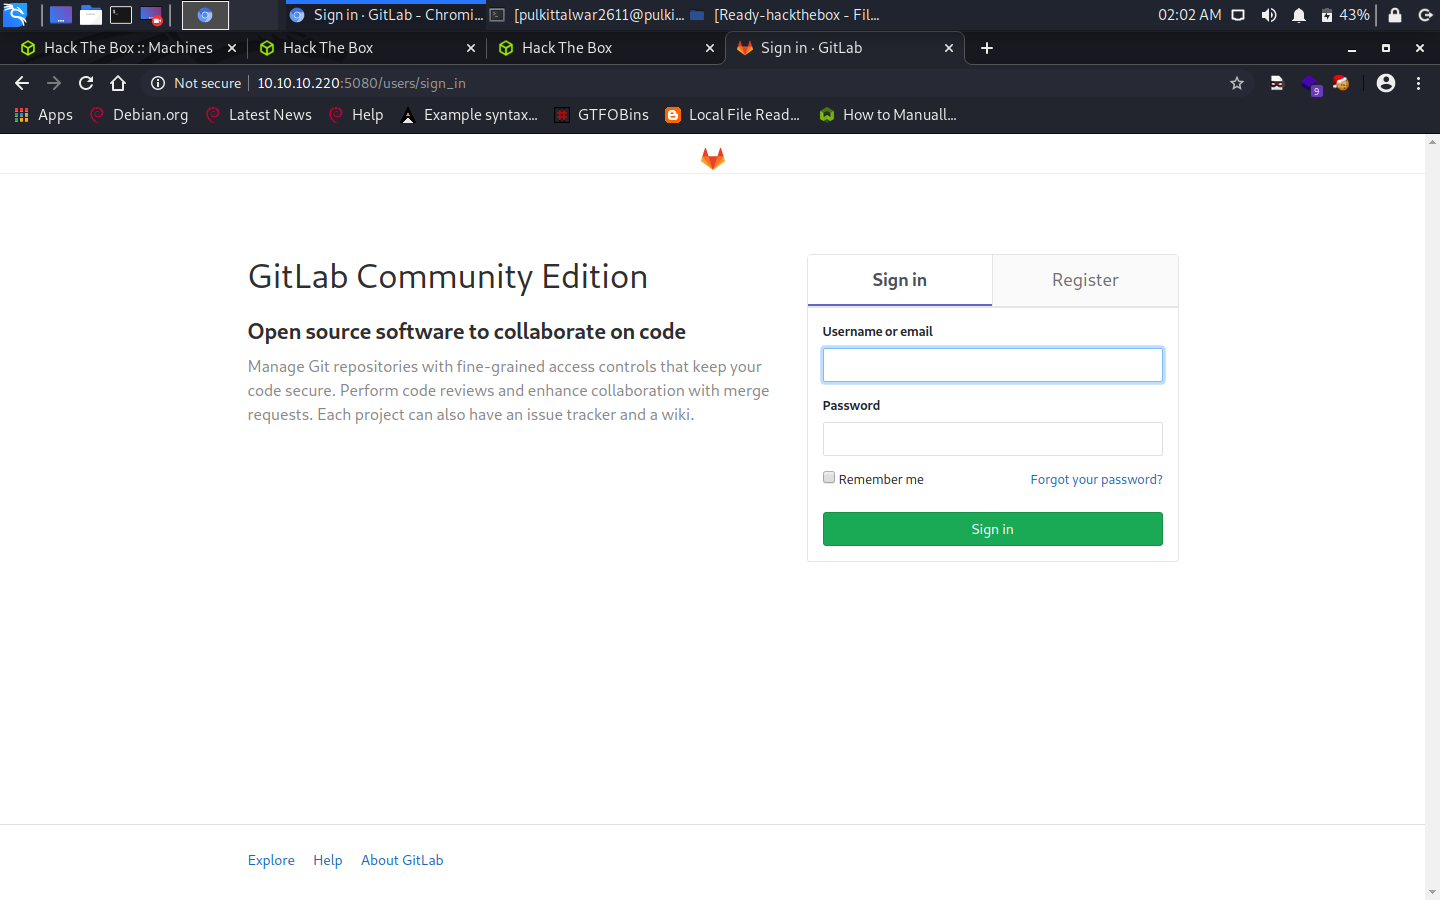 Sign in · GitLab - Chromi... [pulkittalwar2611@pulki... [Ready-hackthebox - Fil... 02:02 AM 43%
Hack The Box :: Machines Hack The Box Hack The Box Sign in · GitLab
Not secure 10.10.10.220:5080/users/sign_in 9
Apps Debian.org Latest News Help Example syntax... GTFOBins Local File Read... How to Manuall...
GitLab Community Edition
Open source software to collaborate on code
Manage Git repositories with fine-grained access controls that keep your
code secure. Perform code reviews and enhance collaboration with merge
requests. Each project can also have an issue tracker and a wiki.
Sign in Register
Username or email
Password
Remember me Forgot your password?
Sign in
Explore Help About GitLab